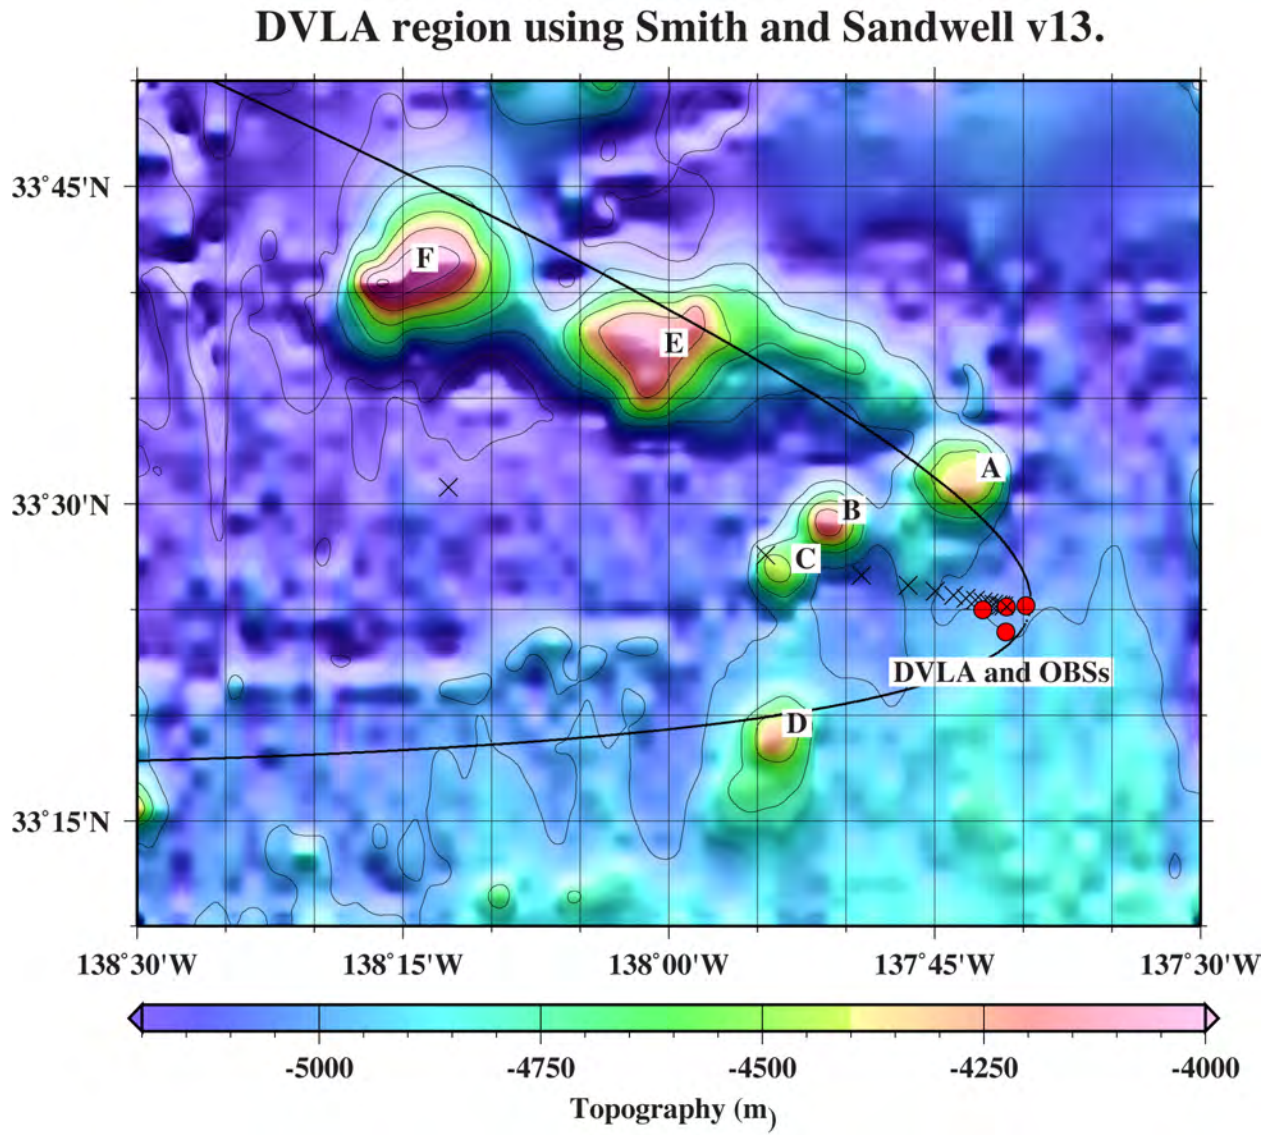 DVLA region using Smith and Sandwell v13.
33°45'N
F
E
A
33°30'N
B
C
DVLA and OBSs
D
33°15'N
138°30'W 138°15'W 138°00'W 137°45'W 137°30'W
-5000 -4750 -4500 -4250 -4000
Topography (m)